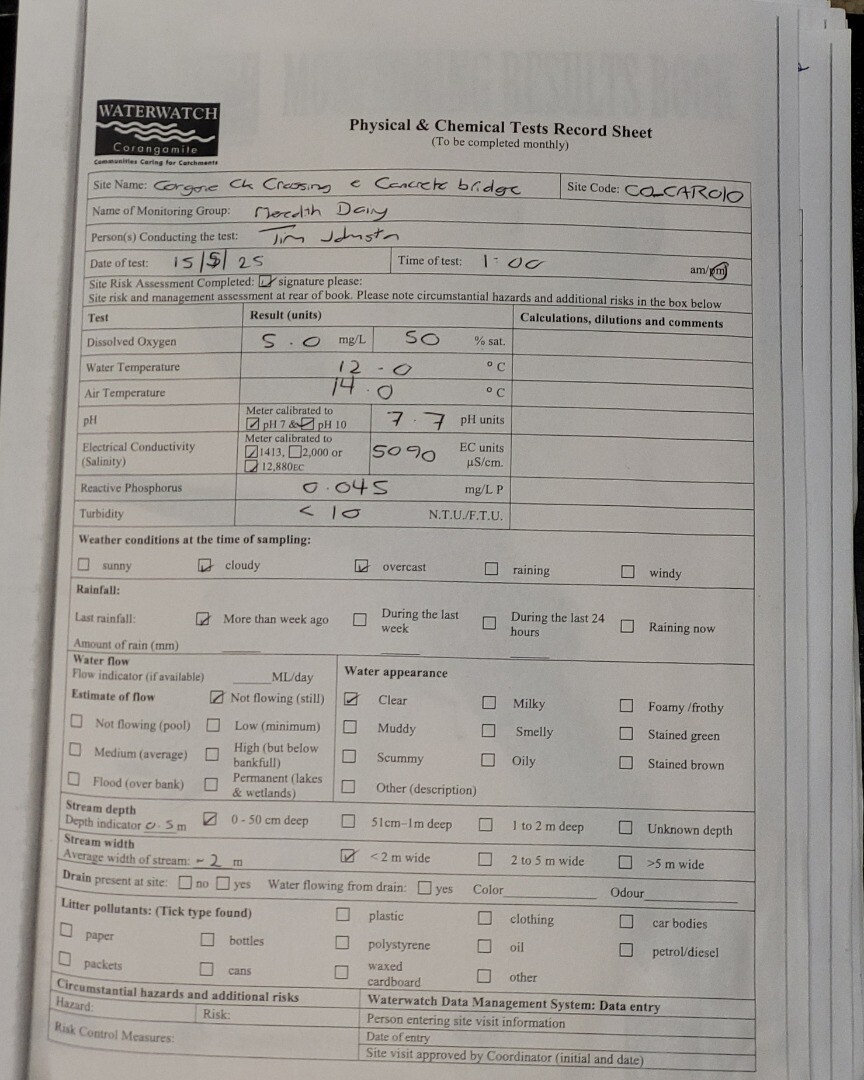 WATERWATCH
Corangamite
Communities Caring for Catchments
Physical & Chemical Tests Record Sheet
(To be completed monthly)
Site Name: Ck Crossing Concrete bridge Site Code: CO_CAR010
Name of Monitoring Group: Meredith Dairy
Person(s) Conducting the test: Tim Johnston
Date of test: 15/5/25 Time of test: 1:00 am/pm
Site Risk Assessment Completed: ☑ signature please:
Site risk and management assessment at rear of book. Please note circumstantial hazards and additional risks in the box below
Test Result (units) Calculations, dilutions and comments
Dissolved Oxygen 5.0 mg/L 50 % sat.
Water Temperature 12.0 °C
Air Temperature 14.0 °C
pH Meter calibrated to ☑ pH 7 & ☑ pH 10 7.7 pH units
Electrical Conductivity (Salinity) Meter calibrated to ☑ 1413, ☐ 2,000 or ☑ 12,880EC 5090 EC units µS/cm.
Reactive Phosphorus 0.045 mg/L P
Turbidity < 10 N.T.U./F.T.U.
Weather conditions at the time of sampling:
☐ sunny ☑ cloudy ☑ overcast ☐ raining ☐ windy
Rainfall:
Last rainfall: ☑ More than week ago ☐ During the last week ☐ During the last 24 hours ☐ Raining now
Amount of rain (mm)
Water flow
Flow indicator (if available) ML/day
Water appearance
Estimate of flow ☑ Not flowing (still) ☑ Clear ☐ Milky ☐ Foamy /frothy
☐ Not flowing (pool) ☐ Low (minimum) ☐ Muddy ☐ Smelly ☐ Stained green
☐ Medium (average) ☐ High (but below bankfull) ☐ Scummy ☐ Oily ☐ Stained brown
☐ Flood (over bank) ☐ Permanent (lakes & wetlands) ☐ Other (description)
Stream depth
Depth indicator 0.5 m ☑ 0 - 50 cm deep ☐ 51cm–1m deep ☐ 1 to 2 m deep ☐ Unknown depth
Stream width
Average width of stream: ~ 2 m ☑ < 2 m wide ☐ 2 to 5 m wide ☐ >5 m wide
Drain present at site: ☐ no ☐ yes Water flowing from drain: ☐ yes Color Odour
Litter pollutants: (Tick type found) ☐ plastic ☐ clothing ☐ car bodies
☐ paper ☐ bottles ☐ polystyrene ☐ oil ☐ petrol/diesel
☐ packets ☐ cans ☐ waxed cardboard ☐ other
Circumstantial hazards and additional risks
Hazard: Risk:
Risk Control Measures:
Waterwatch Data Management System: Data entry
Person entering site visit information
Date of entry
Site visit approved by Coordinator (initial and date)